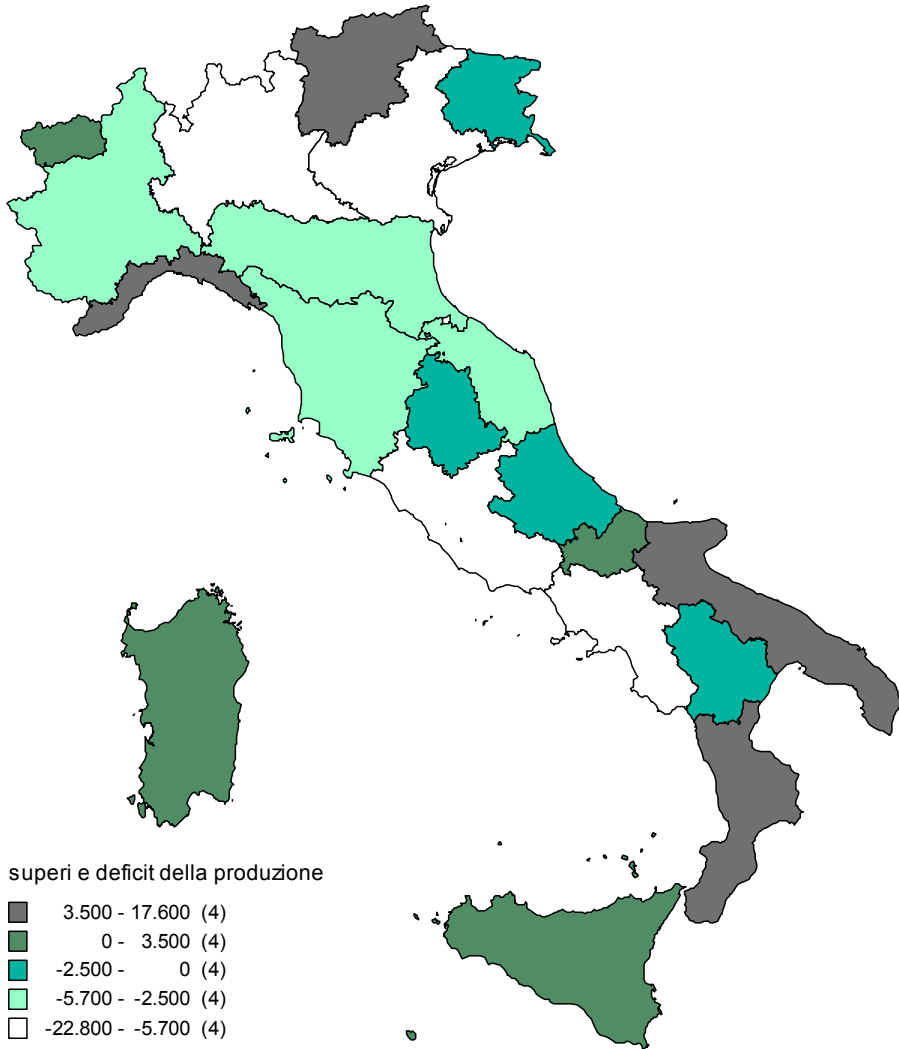 superi e deficit della produzione
3.500 - 17.600 (4)
0 - 3.500 (4)
-2.500 - 0 (4)
-5.700 - -2.500 (4)
-22.800 - -5.700 (4)